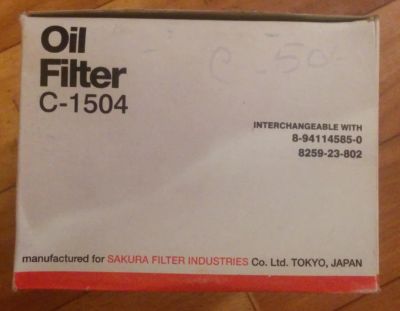 Oil
Filter
C-1504
INTERCHANGEABLE WITH
8-94114585-0
8259-23-802
manufactured for SAKURA FILTER INDUSTRIES Co. Ltd. TOKYO, JAPAN